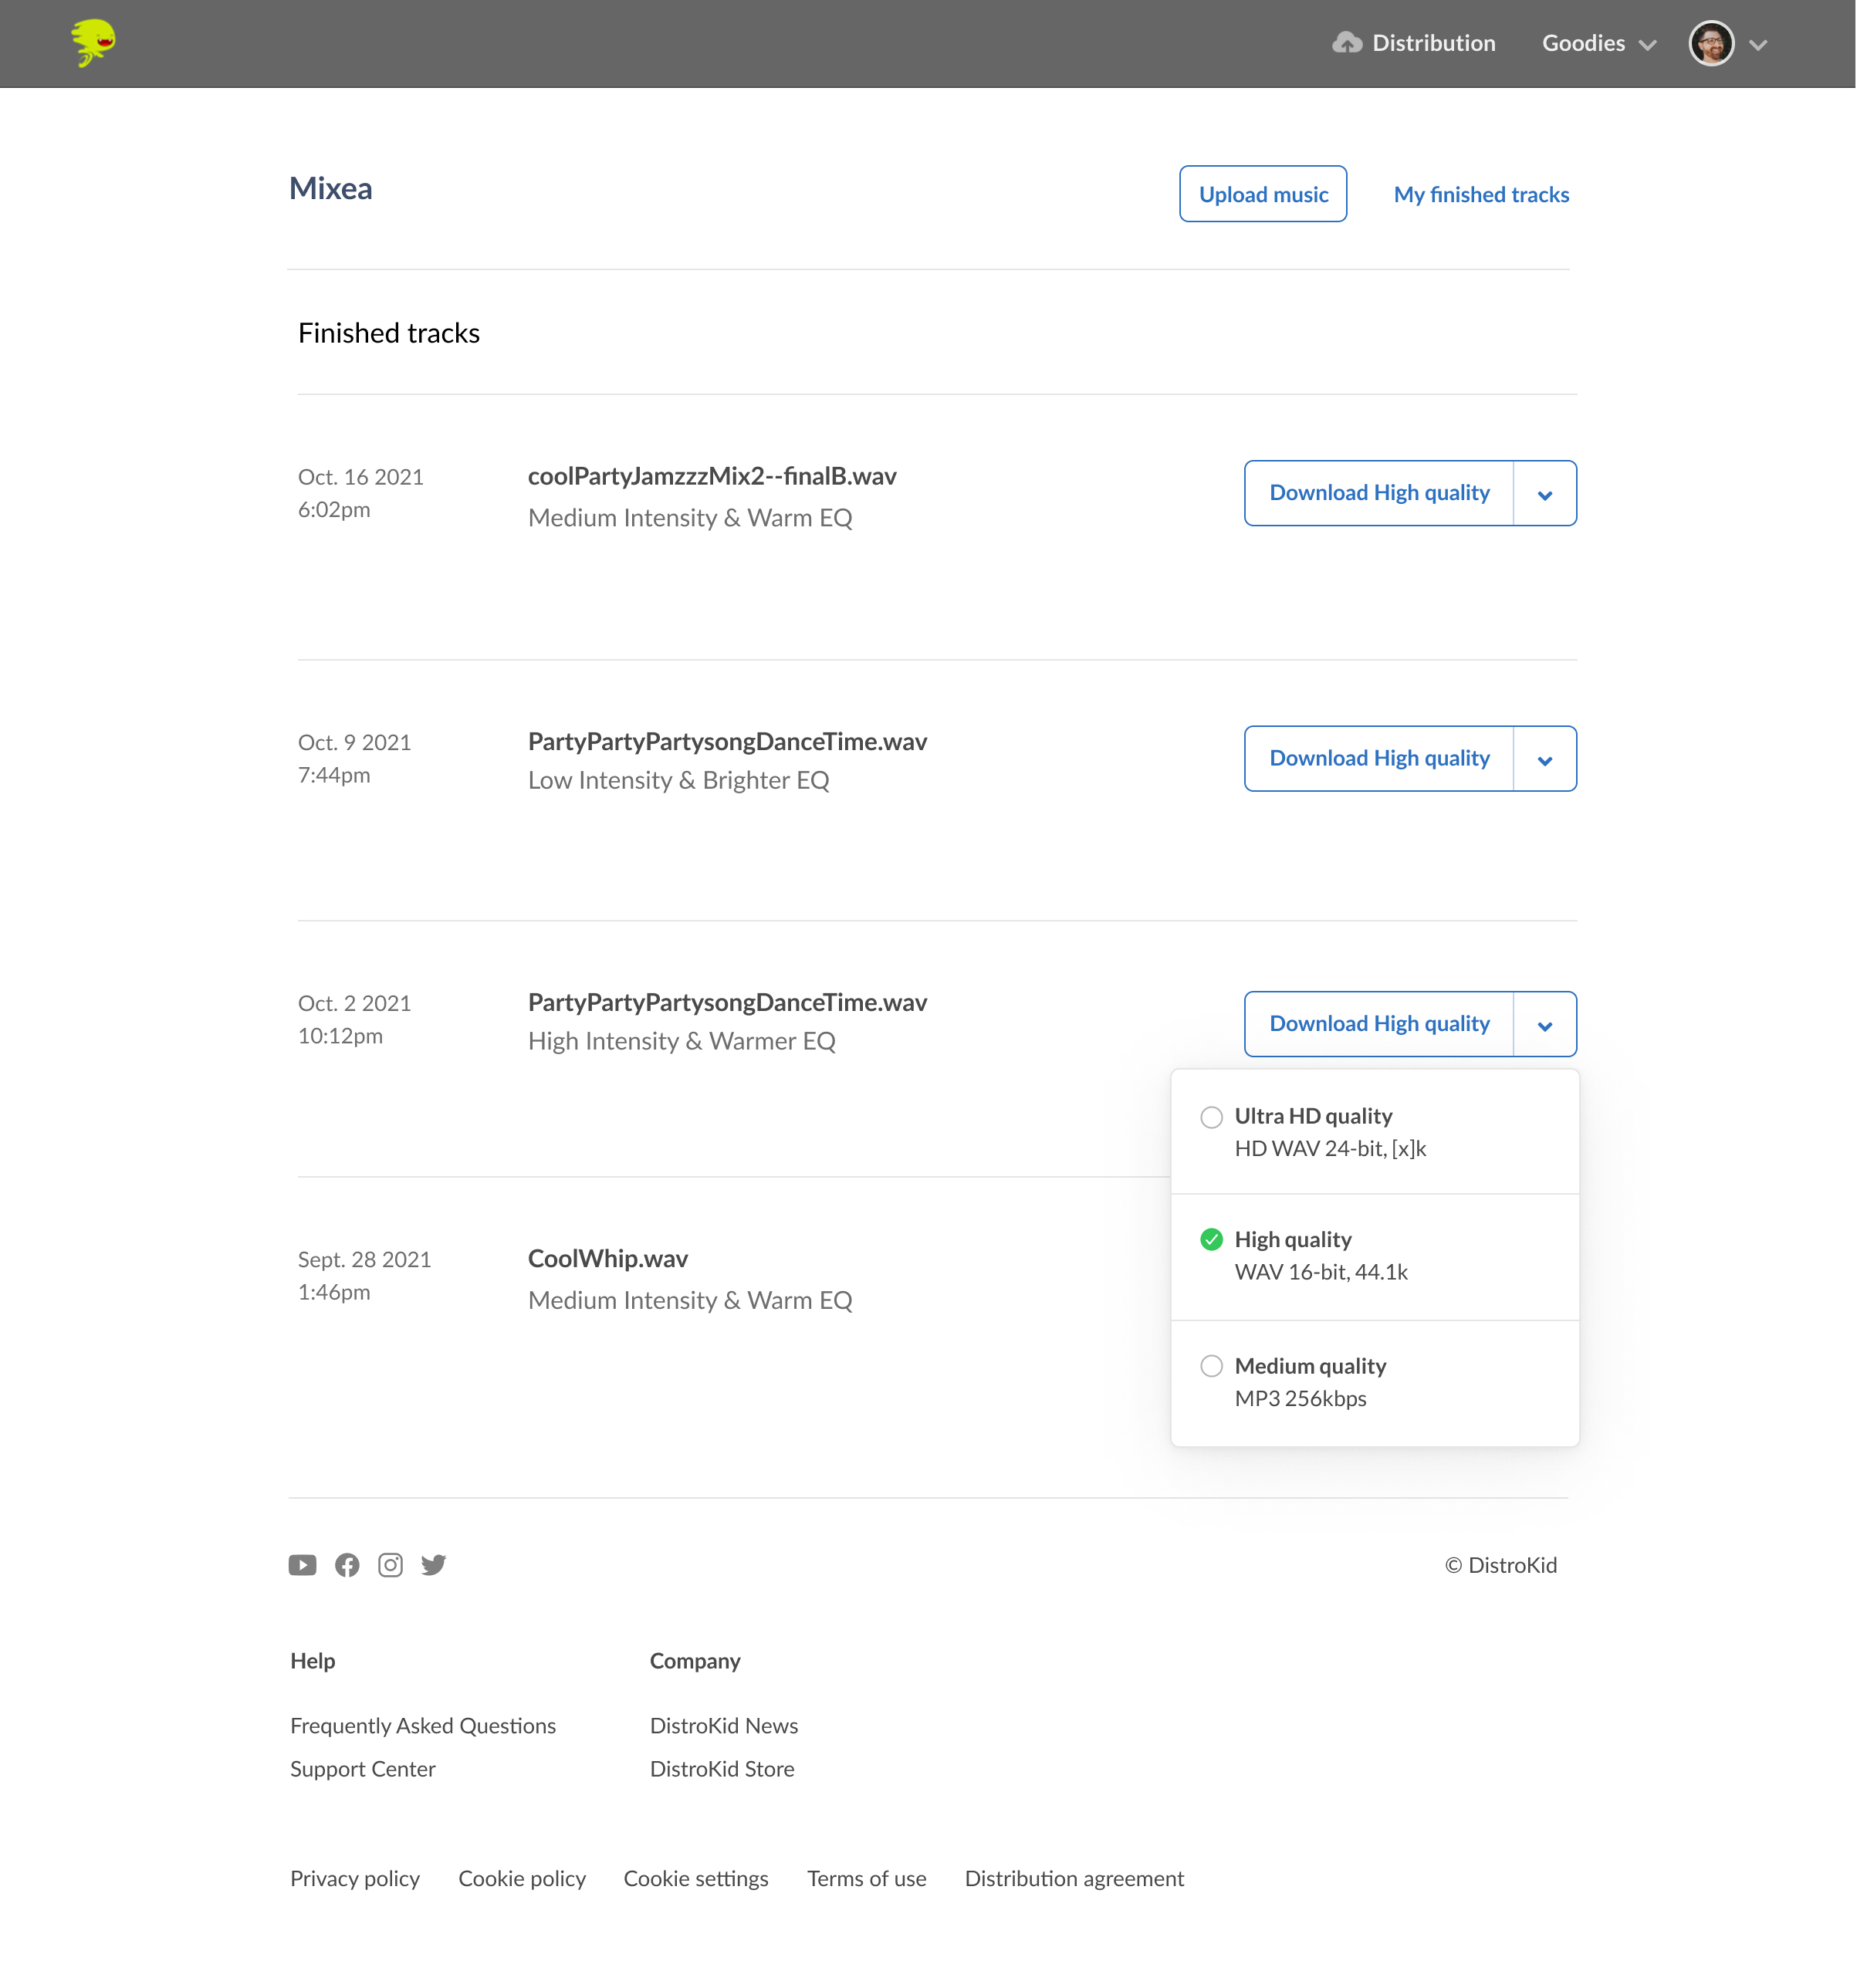 Distribution
Goodies
Mixea
Upload music
My finished tracks
Finished tracks
Oct. 16 2021
6:02pm
coolPartyJamzzzMix2--finalB.wav
Medium Intensity & Warm EQ
Download High quality
Oct. 9 2021
7:44pm
PartyPartyPartysongDanceTime.wav
Low Intensity & Brighter EQ
Download High quality
Oct. 2 2021
10:12pm
PartyPartyPartysongDanceTime.wav
High Intensity & Warmer EQ
Download High quality
Ultra HD quality
HD WAV 24-bit, [x]k
High quality
WAV 16-bit, 44.1k
Medium quality
MP3 256kbps
Sept. 28 2021
1:46pm
CoolWhip.wav
Medium Intensity & Warm EQ
© DistroKid
Help
Frequently Asked Questions
Support Center
Company
DistroKid News
DistroKid Store
Privacy policy
Cookie policy
Cookie settings
Terms of use
Distribution agreement